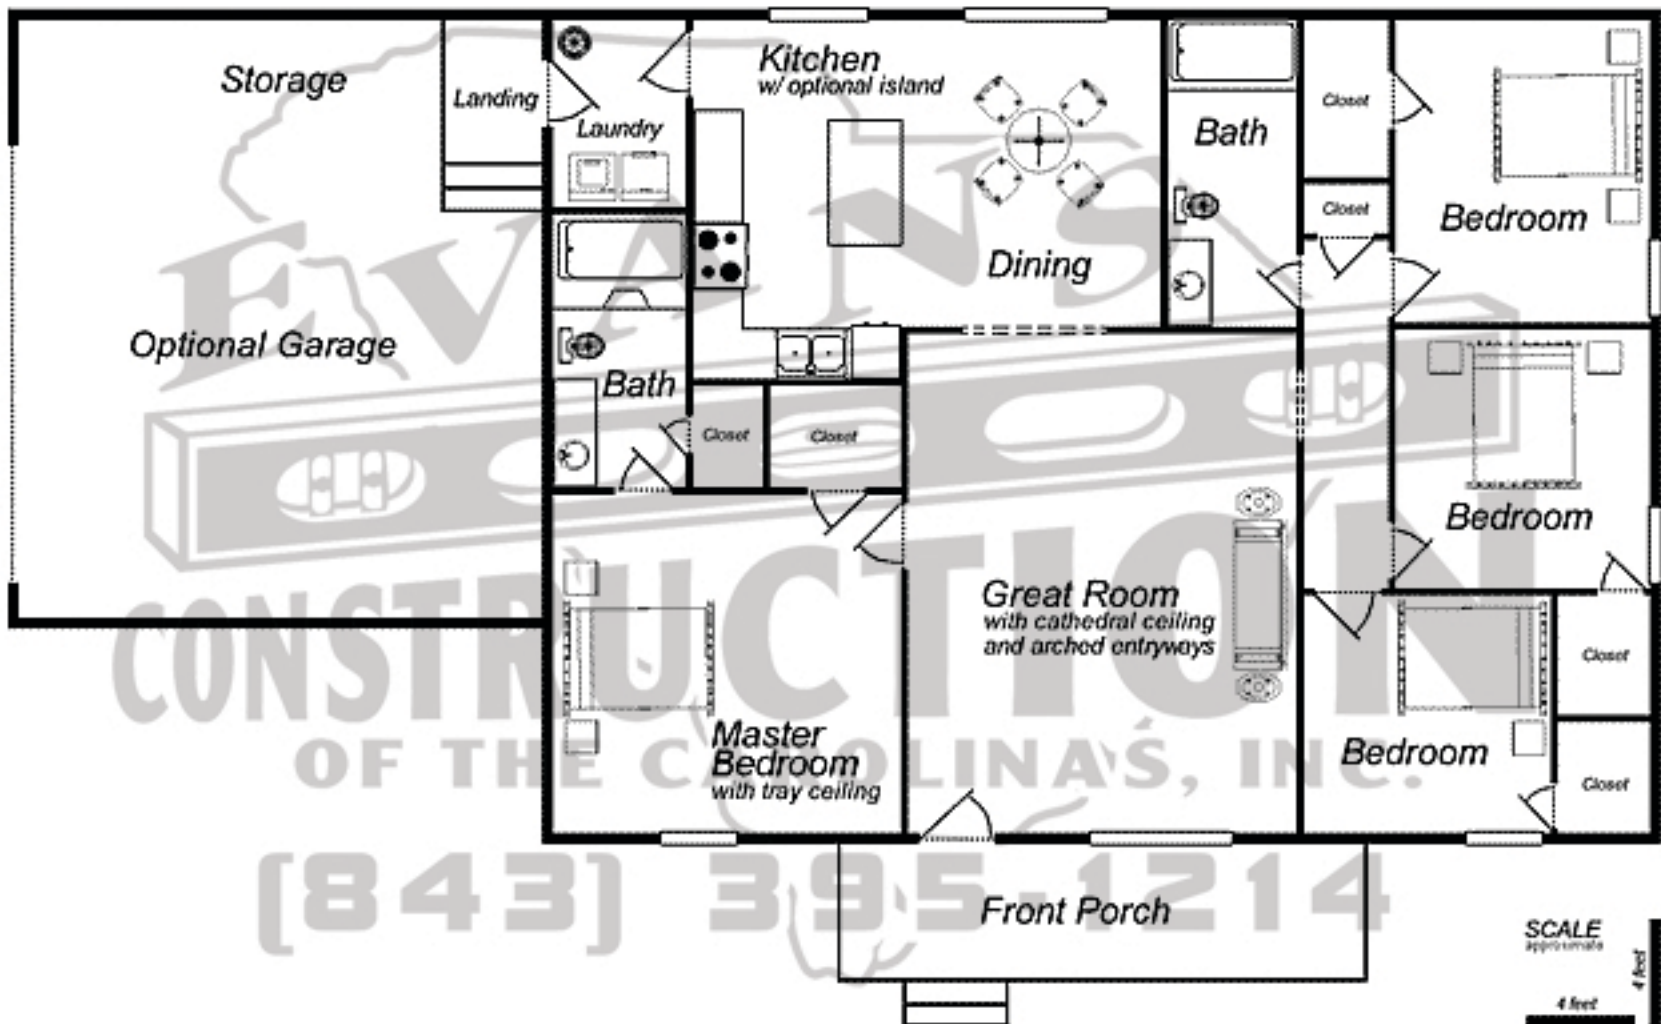 Storage
Landing
Laundry
Kitchen
w/ optional island
Bath
Closet
Closet
Bedroom
Dining
Optional Garage
Bath
Closet
Closet
Bedroom
Great Room
with cathedral ceiling
and arched entryways
Closet
Master
Bedroom
with tray ceiling
Bedroom
Closet
Front Porch
SCALE
approximate
4 feet
4 feet
EVANS
CONSTRUCTION
OF THE CAROLINAS, INC.
(843) 395-1214